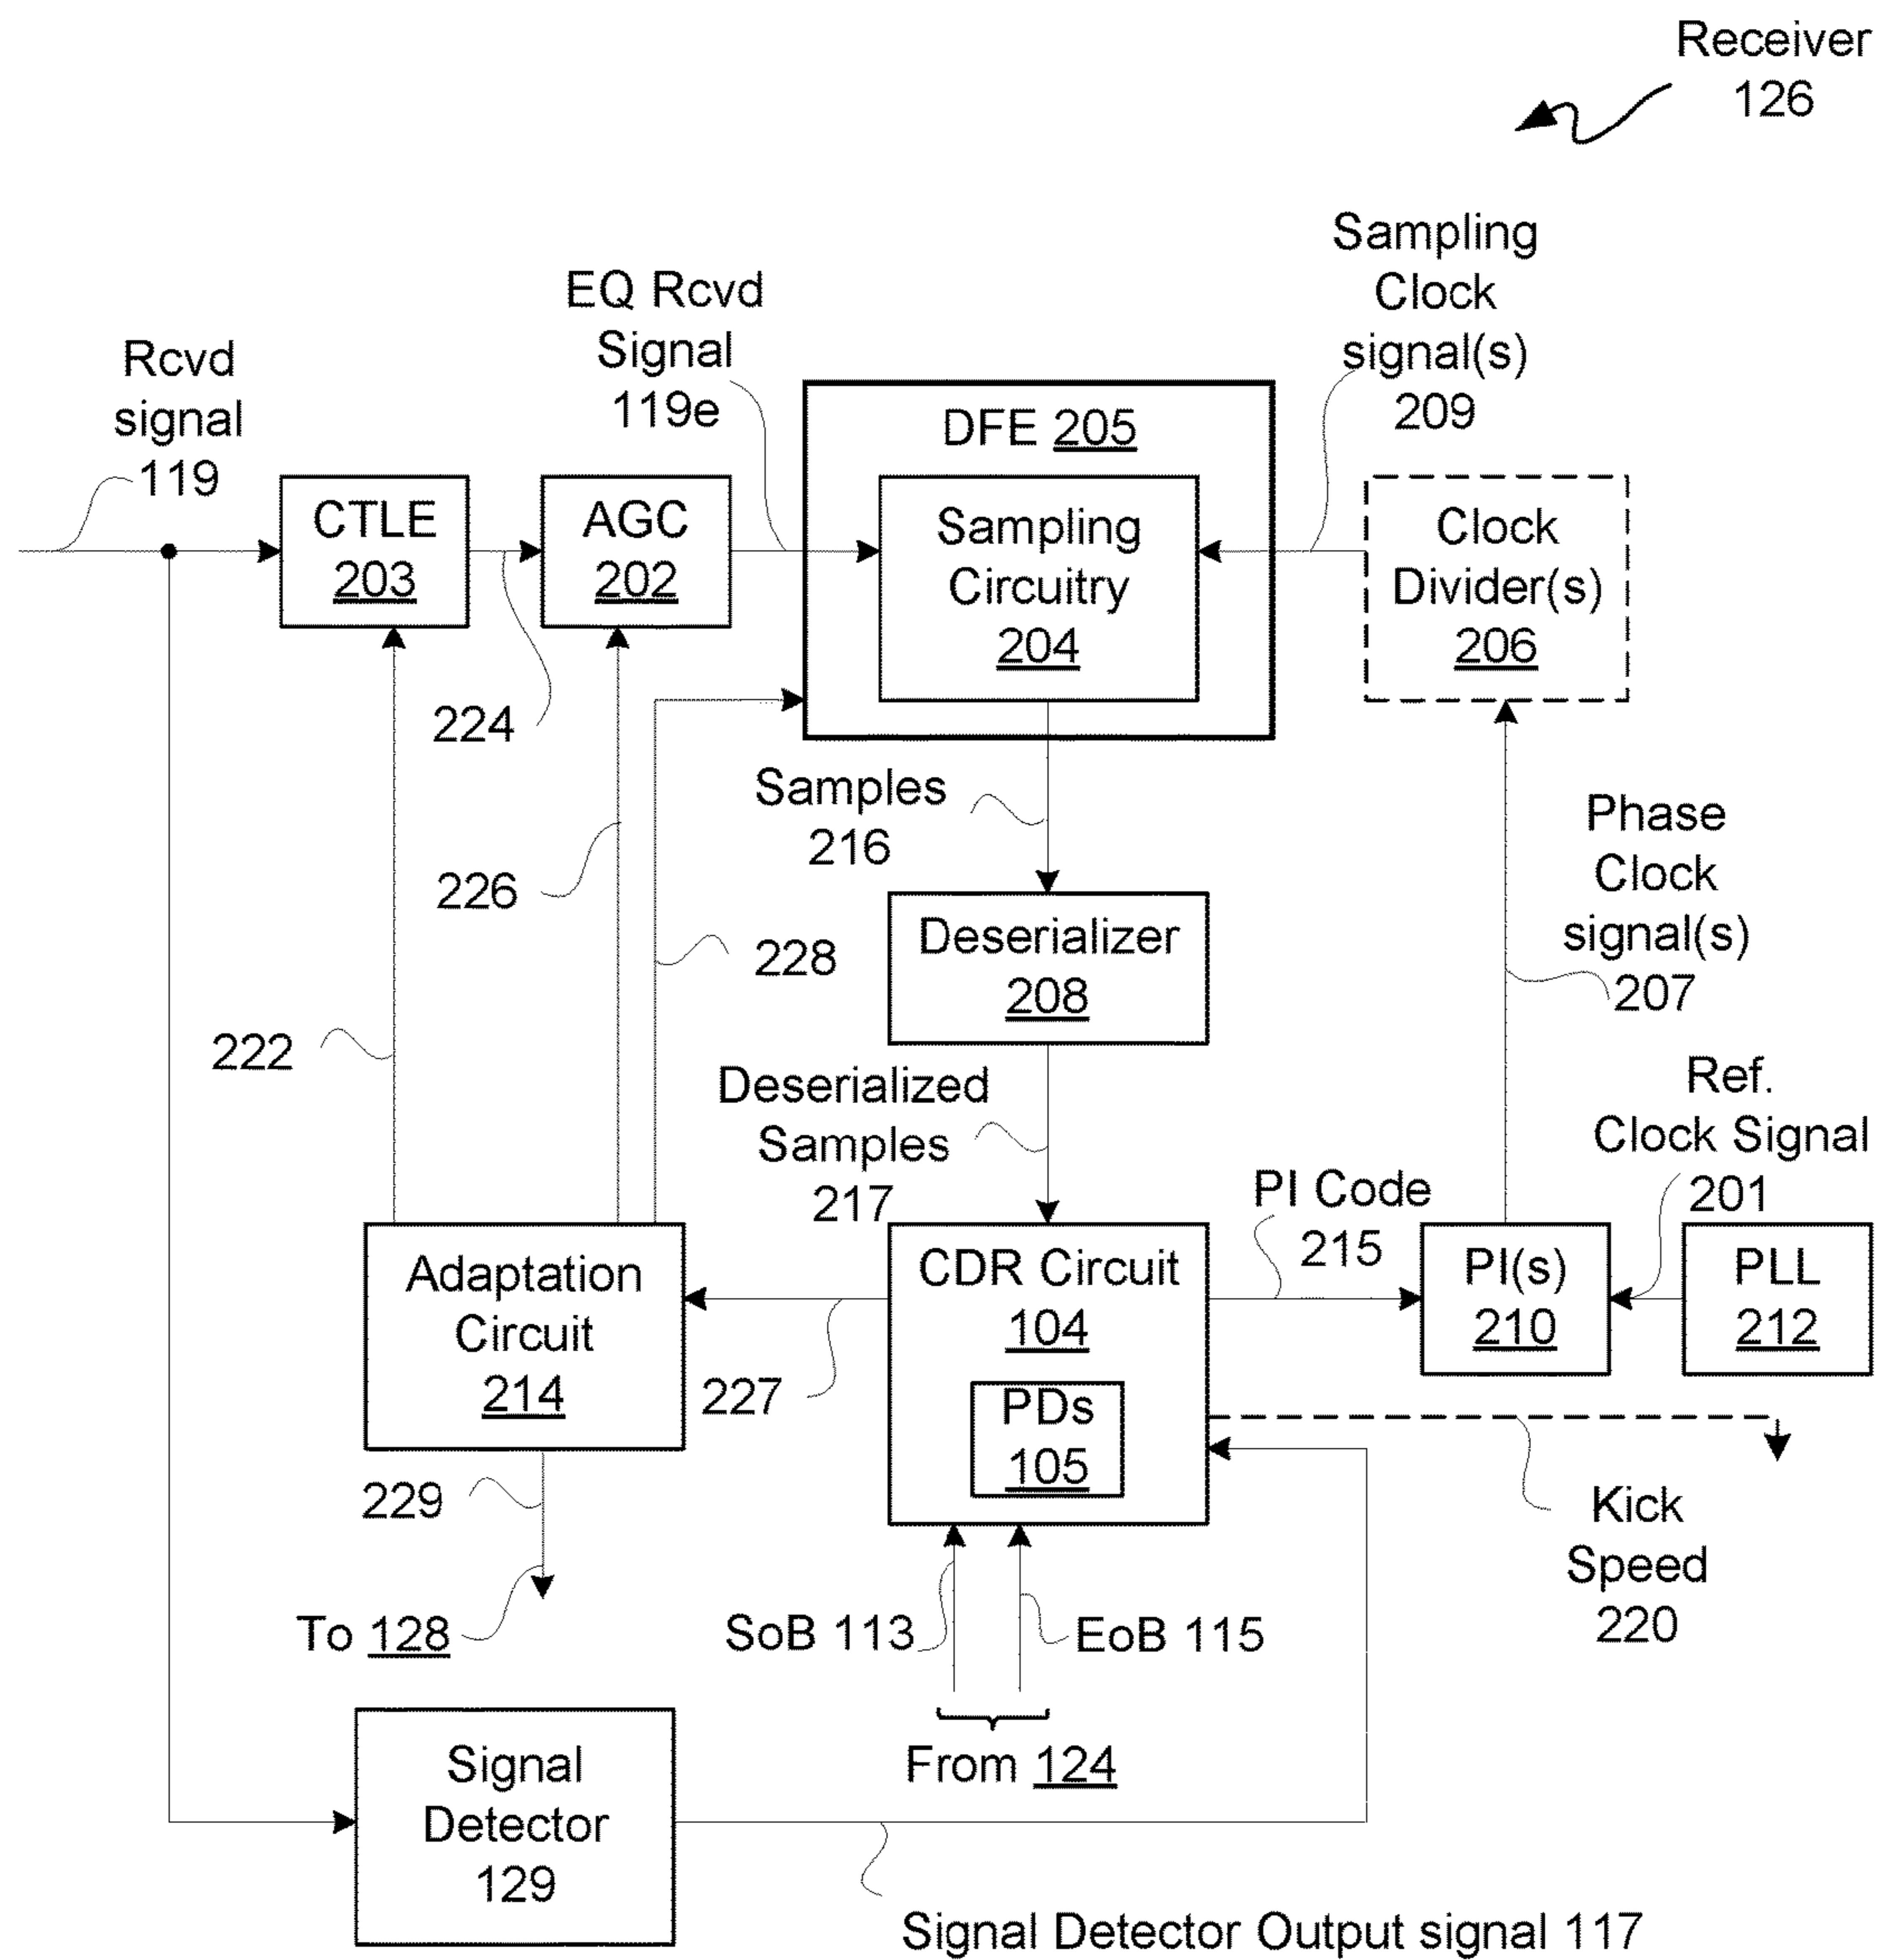 Receiver
126
Sampling
Clock
signal(s)
209
EQ Rcvd
Signal
119e
Rcvd
signal
119
DFE 205
CTLE
203
AGC
202
Sampling
Circuitry
204
Clock
Divider(s)
206
224
Samples
216
Phase
Clock
signal(s)
207
226
228
Deserializer
208
222
Deserialized
Samples
217
Ref.
Clock Signal
201
PI Code
215
Adaptation
Circuit
214
CDR Circuit
104
PDs
105
PI(s)
210
PLL
212
227
229
Kick
Speed
220
To 128
SoB 113
EoB 115
From 124
Signal
Detector
129
Signal Detector Output signal 117